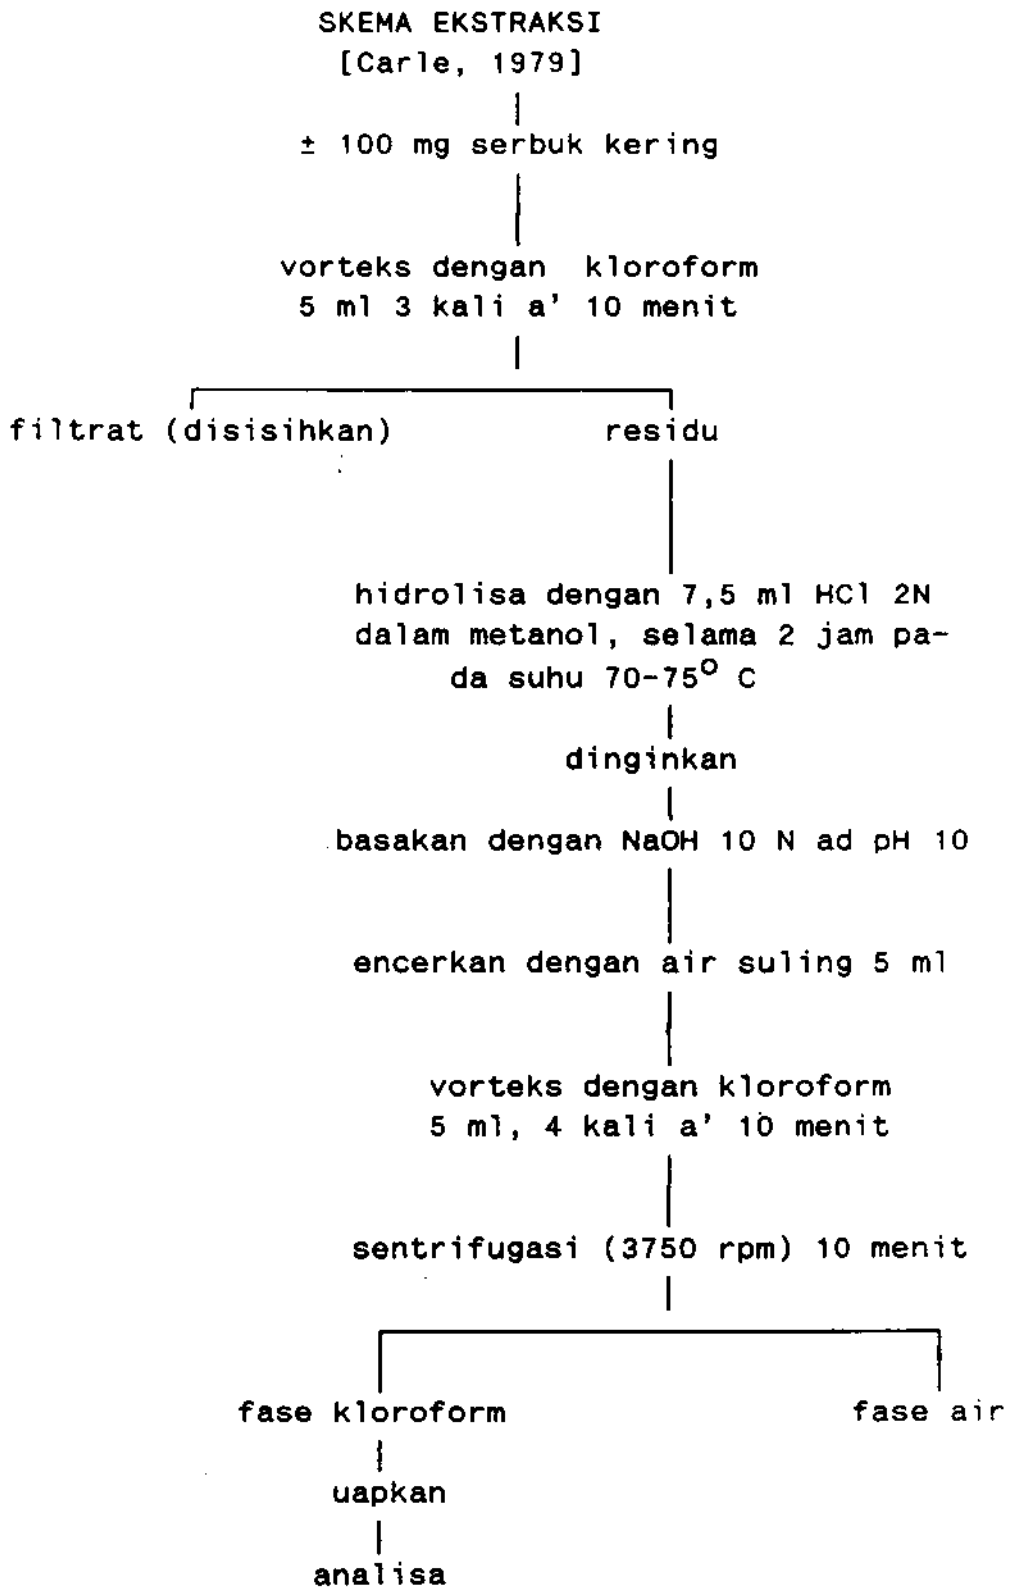 SKEMA EKSTRAKSI
[Carle, 1979]
± 100 mg serbuk kering
vorteks dengan kloroform
5 ml 3 kali a' 10 menit
filtrat (disisihkan) residu
hidrolisa dengan 7,5 ml HCl 2N
dalam metanol, selama 2 jam pa-
da suhu 70-75° C
dinginkan
basakan dengan NaOH 10 N ad pH 10
encerkan dengan air suling 5 ml
vorteks dengan kloroform
5 ml, 4 kali a' 10 menit
sentrifugasi (3750 rpm) 10 menit
fase kloroform fase air
uapkan
analisa